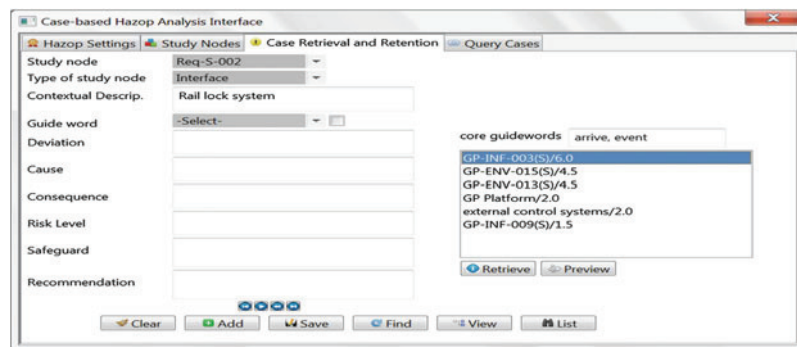 Case-based Hazop Analysis Interface
Hazop Settings Study Nodes Case Retrieval and Retention Query Cases
Study node Req-S-002
Type of study node Interface
Contextual Descrip. Rail lock system
Guide word -Select-
Deviation
Cause
Consequence
Risk Level
Safeguard
Recommendation
core guidewords arrive, event
GP-INF-003(S)/6.0
GP-ENV-015(S)/4.5
GP-ENV-013(S)/4.5
GP Platform/2.0
external control systems/2.0
GP-INF-009(S)/1.5
Retrieve Preview
Clear Add Save Find View List